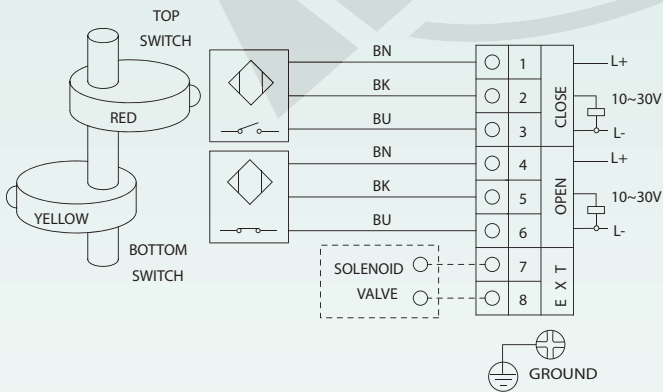 TOP
SWITCH
RED
YELLOW
BOTTOM
SWITCH
BN
BK
BU
BN
BK
BU
SOLENOID
VALVE
1
2
3
4
5
6
7
8
CLOSE
OPEN
EXT
L+
10~30V
L-
L+
10~30V
L-
GROUND